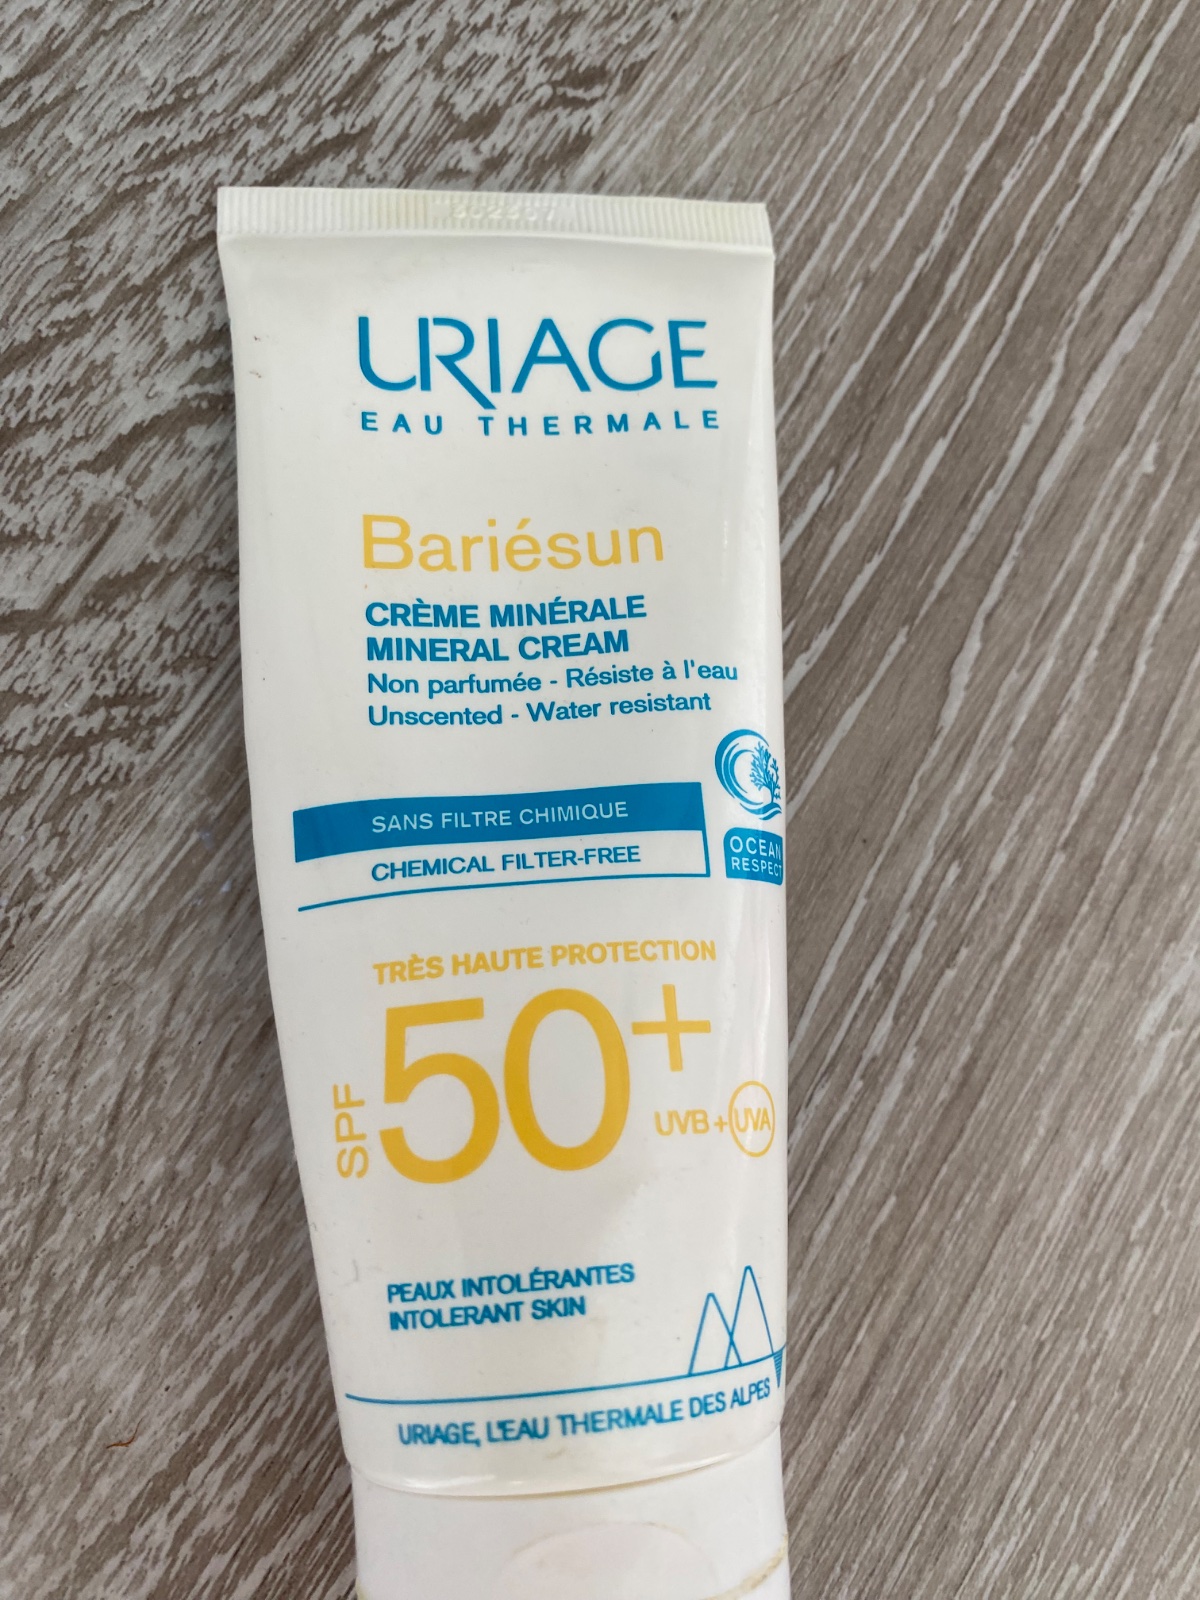 URIAGE
EAU THERMALE
Bariésun
CRÈME MINÉRALE
MINERAL CREAM
Non parfumée - Résiste à l'eau
Unscented - Water resistant
SANS FILTRE CHIMIQUE
CHEMICAL FILTER-FREE
OCEAN
RESPECT
TRÈS HAUTE PROTECTION
SPF 50+
UVB + UVA
PEAUX INTOLÉRANTES
INTOLERANT SKIN
URIAGE, L'EAU THERMALE DES ALPES